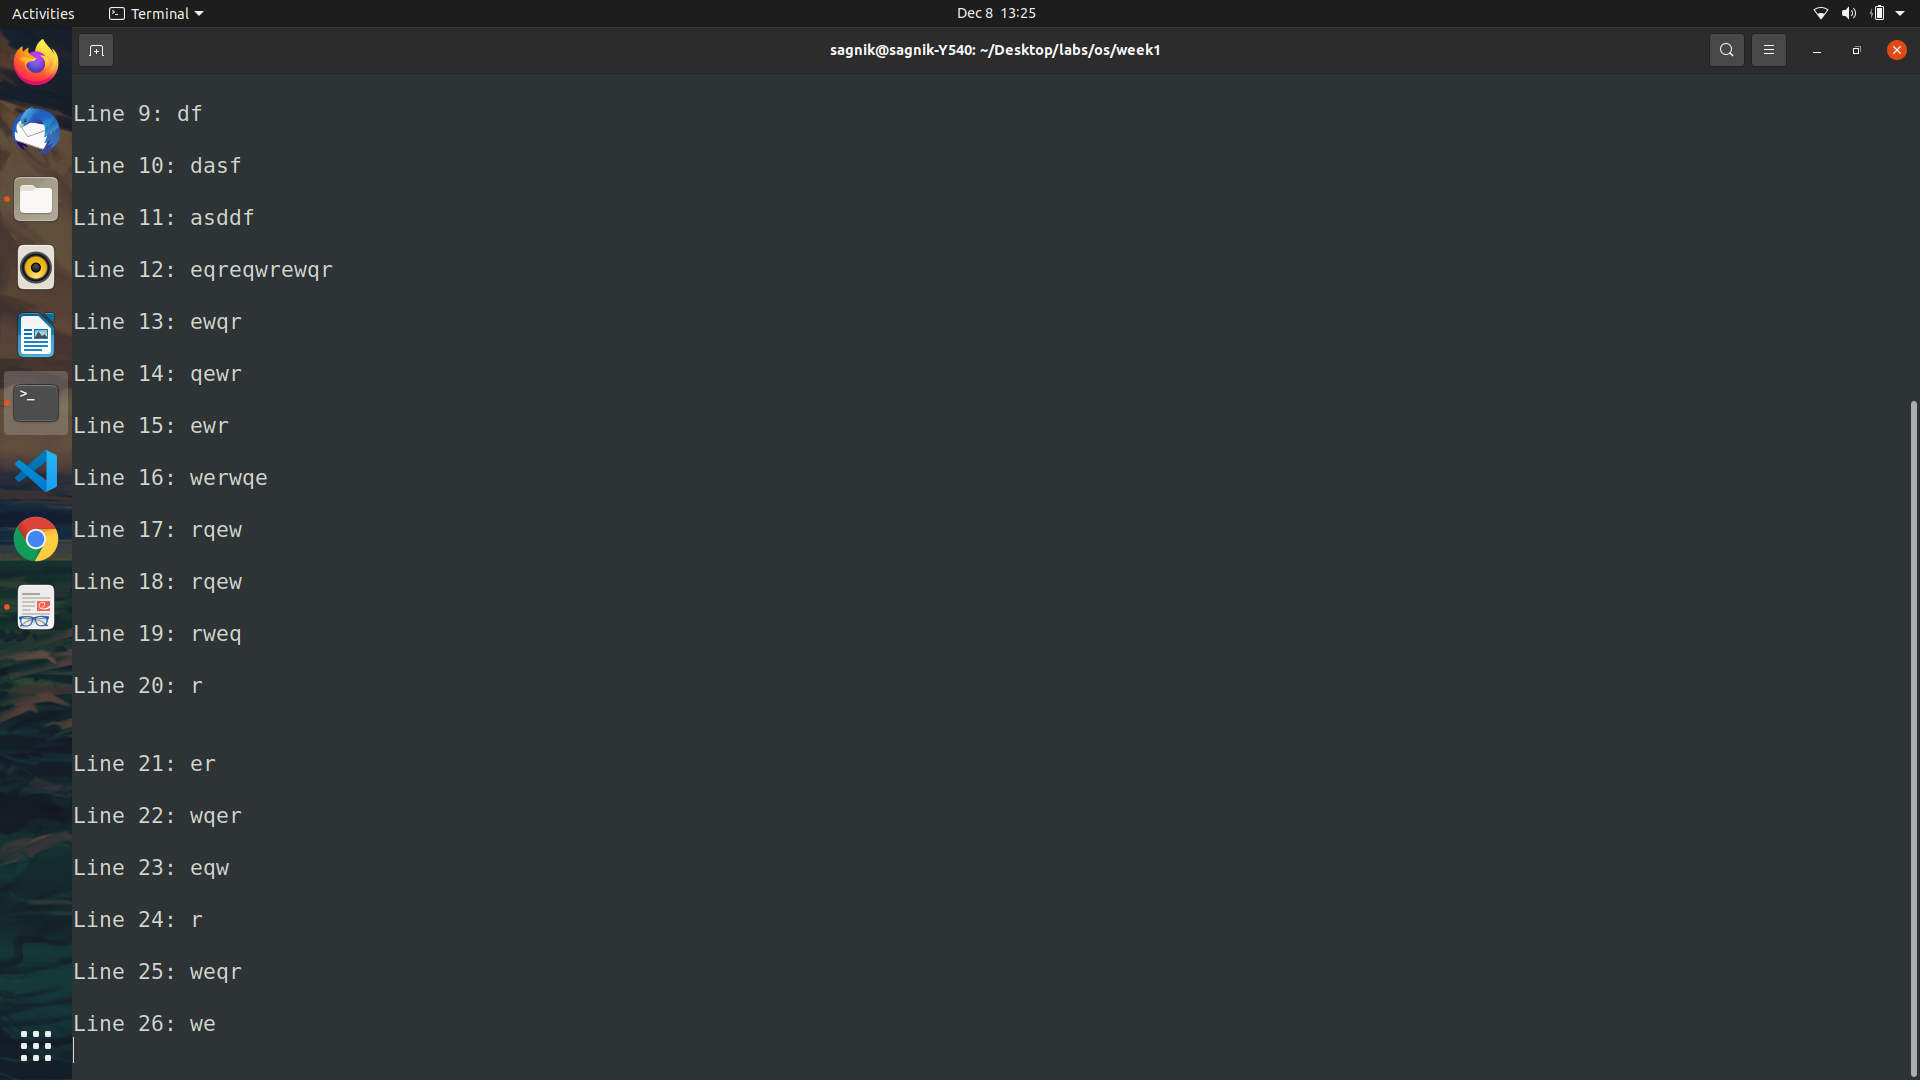 Activities
Terminal
Dec 8 13:25
sagnik@sagnik-Y540: ~/Desktop/labs/os/week1
Line 9: df
Line 10: dasf
Line 11: asddf
Line 12: eqreqwrewqr
Line 13: ewqr
Line 14: qewr
Line 15: ewr
Line 16: werwqe
Line 17: rqew
Line 18: rqew
Line 19: rweq
Line 20: r
Line 21: er
Line 22: wqer
Line 23: eqw
Line 24: r
Line 25: weqr
Line 26: we